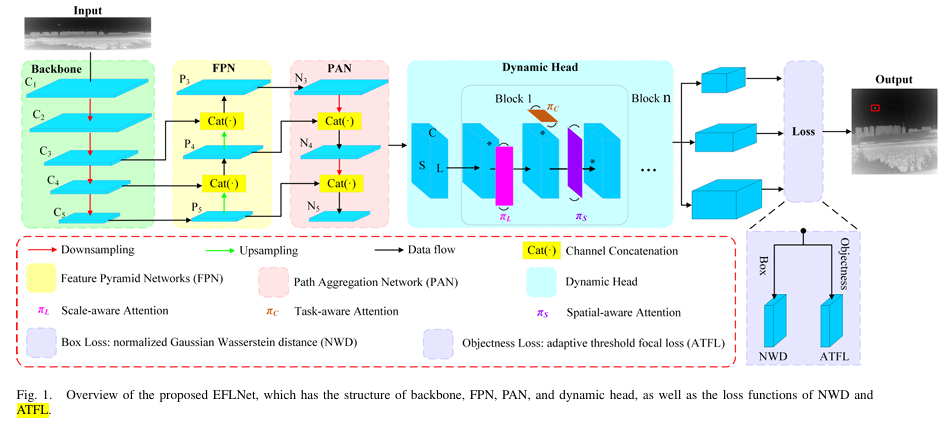 Input
Backbone
C1
C2
C3
C4
C5
FPN
P3
Cat(·)
P4
Cat(·)
P5
PAN
N3
Cat(·)
N4
Cat(·)
N5
Dynamic Head
Block 1
πC
Block n
C
S
L
*
*
*
πL
πS
...
Loss
Output
Box
Objectness
NWD
ATFL
Downsampling
Upsampling
Data flow
Cat(·) Channel Concatenation
Feature Pyramid Networks (FPN)
Path Aggregation Network (PAN)
Dynamic Head
πL Scale-aware Attention
πC Task-aware Attention
πS Spatial-aware Attention
Box Loss: normalized Gaussian Wasserstein distance (NWD)
Objectness Loss: adaptive threshold focal loss (ATFL)
Fig. 1. Overview of the proposed EFLNet, which has the structure of backbone, FPN, PAN, and dynamic head, as well as the loss functions of NWD and
ATFL.